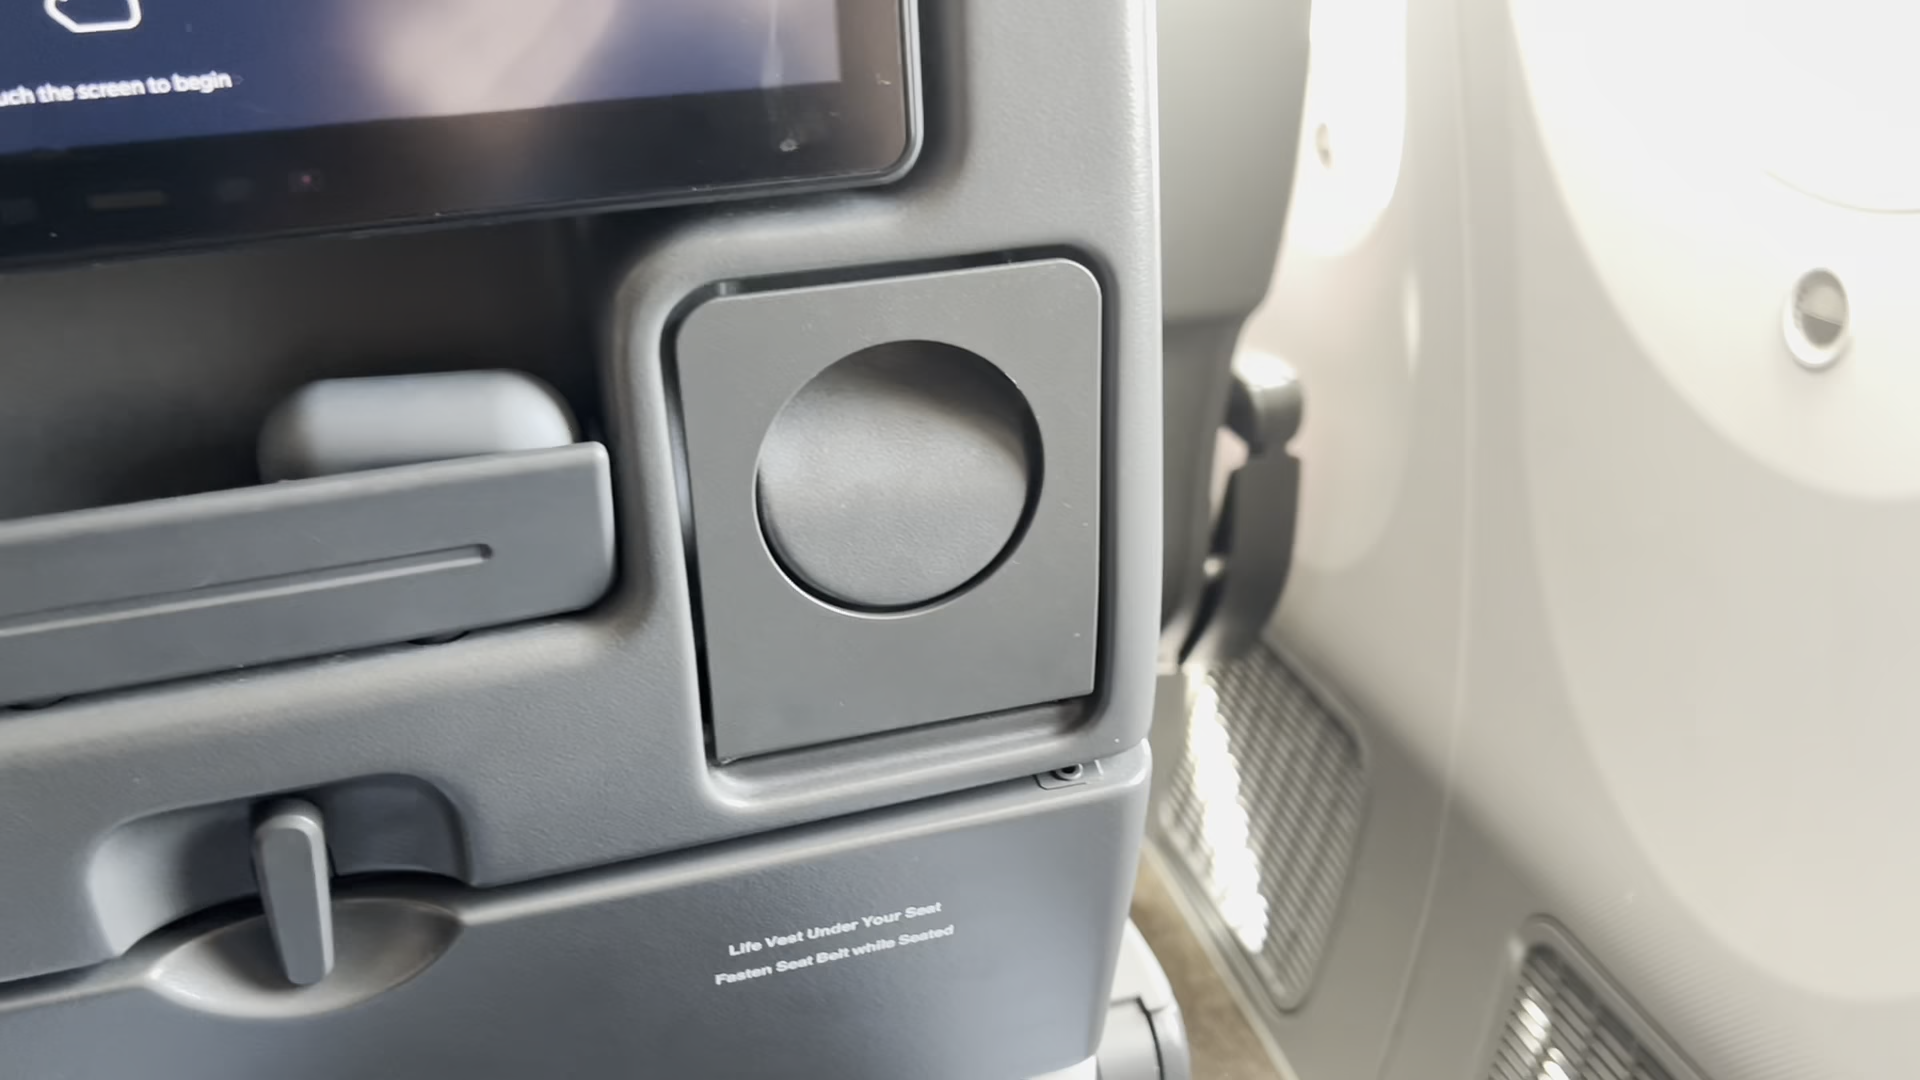 uch the screen to begin
Life Vest Under Your Seat
Fasten Seat Belt while Seated